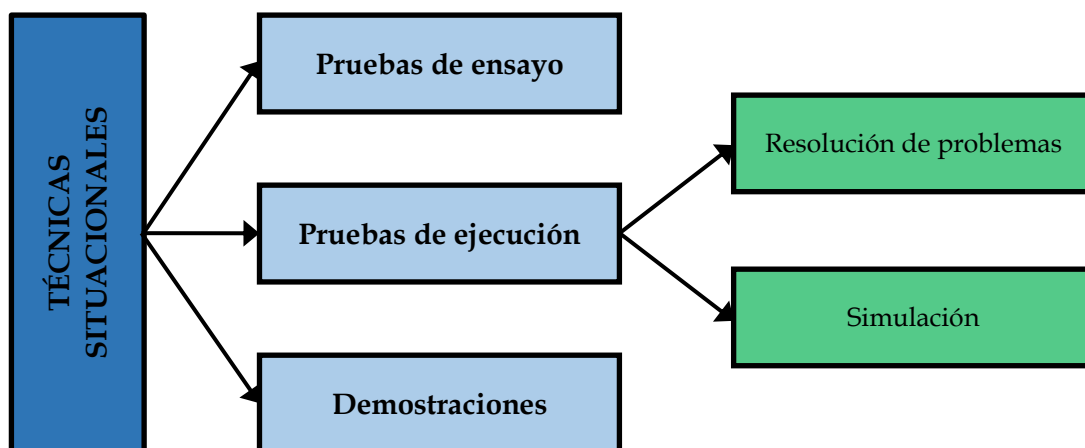 TÉCNICAS
SITUACIONALES
Pruebas de ensayo
Pruebas de ejecución
Demostraciones
Resolución de problemas
Simulación